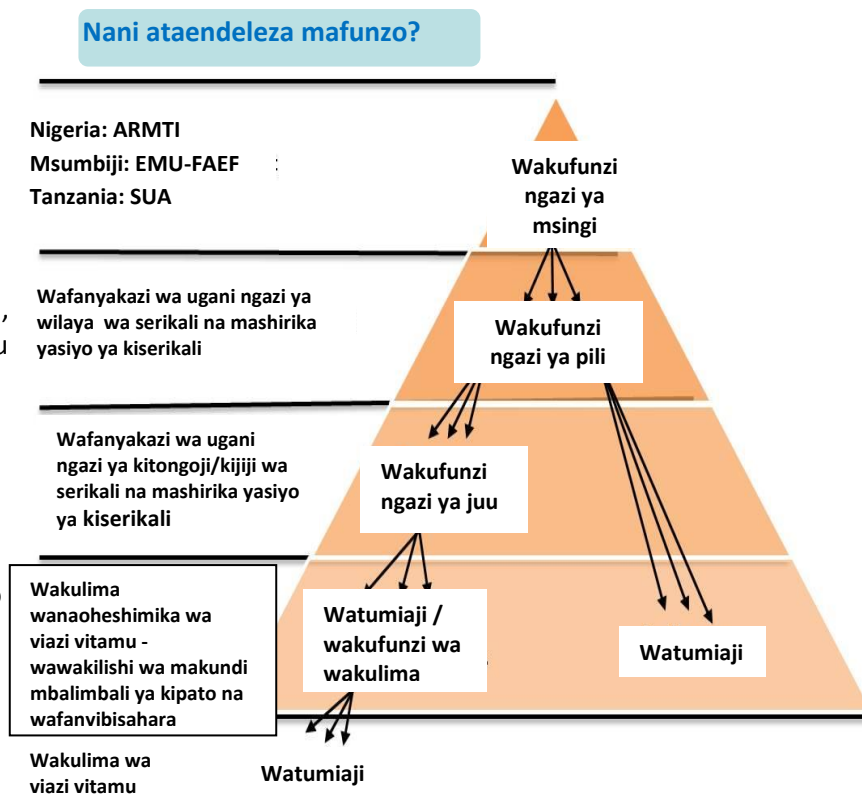 Nani ataendeleza mafunzo?
Nigeria: ARMTI
Msumbiji: EMU-FAEF :
Tanzania: SUA
Wakufunzi
ngazi ya
msingi
Wafanyakazi wa ugani ngazi ya
wilaya wa serikali na mashirika
yasiyo ya kiserikali
,
u
Wakufunzi
ngazi ya pili
Wafanyakazi wa ugani
ngazi ya kitongoji/kijiji wa
serikali na mashirika yasiyo
ya kiserikali
Wakufunzi
ngazi ya juu
Wakulima
wanaoheshimika wa
viazi vitamu -
wawakilishi wa makundi
mbalimbali ya kipato na
wafanvibisahara
Watumiaji /
wakufunzi wa
wakulima
Watumiaji
Wakulima wa
viazi vitamu
Watumiaji